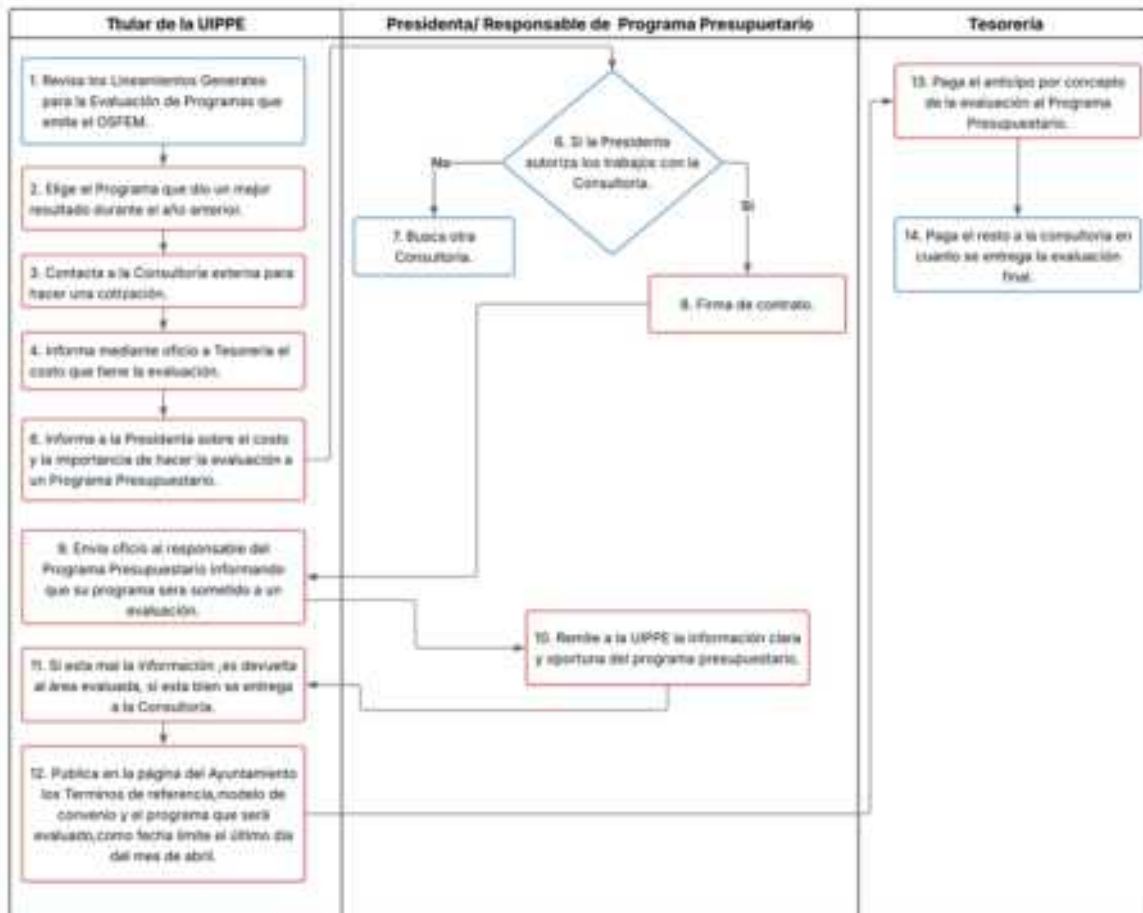 Titular de la UIPPE
Presidenta/ Responsable de Programa Presupuetario
Tesorería
1. Revisa los Lineamientos Generales
para la Evaluación de Programas que
emite el OSFEM.
2. Elige el Programa que dio un mejor
resultado durante el año anterior.
3. Contacta a la Consultoría externa para
hacer una cotización.
4. Informa mediante oficio a Tesorería el
costo que tiene la evaluación.
6. Informa a la Presidenta sobre el costo
y la importancia de hacer la evaluación a
un Programa Presupuestario.
6. Si la Presidenta
autoriza los trabajos con la
Consultoría.
No
Si
7. Busca otra
Consultoría.
8. Firma de contrato.
9. Envía oficio al responsable del
Programa Presupuestario informando
que su programa sera sometido a un
evaluación.
10. Remite a la UIPPE la información clara
y oportuna del programa presupuestario.
11. Si esta mal la información ,es devuelta
al área evaluada, si esta bien se entrega
a la Consultoría.
12. Publica en la página del Ayuntamiento
los Terminos de referencia,modelo de
convenio y el programa que será
evaluado,como fecha limite el último dia
del mes de abril.
13. Paga el anticipo por concepto
de la evaluación al Programa
Presupuestario.
14. Paga el resto a la consultoria en
cuanto se entrega la evaluación
final.